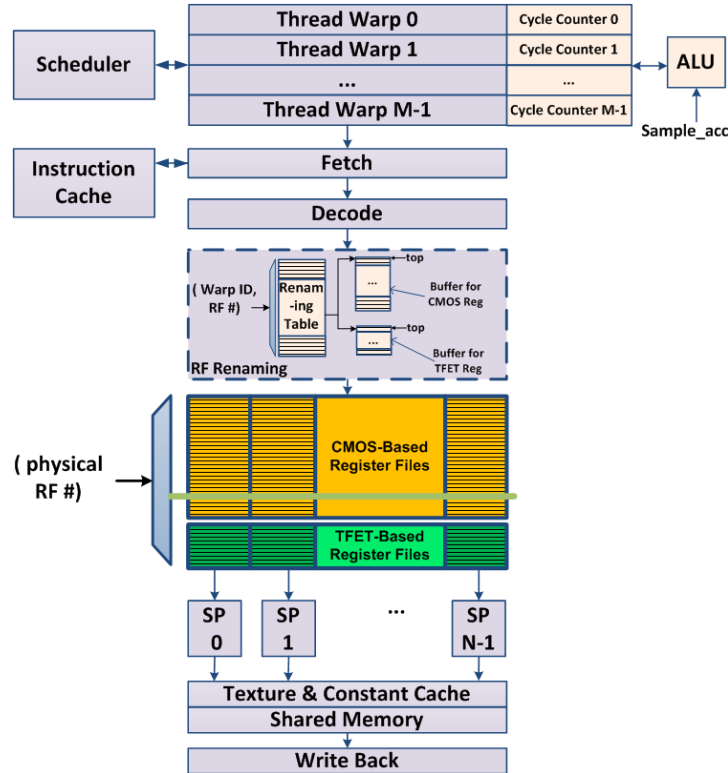 Thread Warp 0
Cycle Counter 0
Scheduler
Thread Warp 1
Cycle Counter 1
ALU
...
...
Thread Warp M-1
Cycle Counter M-1
Sample_acc
Instruction
Cache
Fetch
Decode
( Warp ID,
RF #)
Renam
-ing
Table
top
...
Buffer for
CMOS Reg
top
...
Buffer for
TFET Reg
RF Renaming
( physical
RF #)
CMOS-Based
Register Files
TFET-Based
Register Files
SP
0
SP
1
...
SP
N-1
Texture & Constant Cache
Shared Memory
Write Back